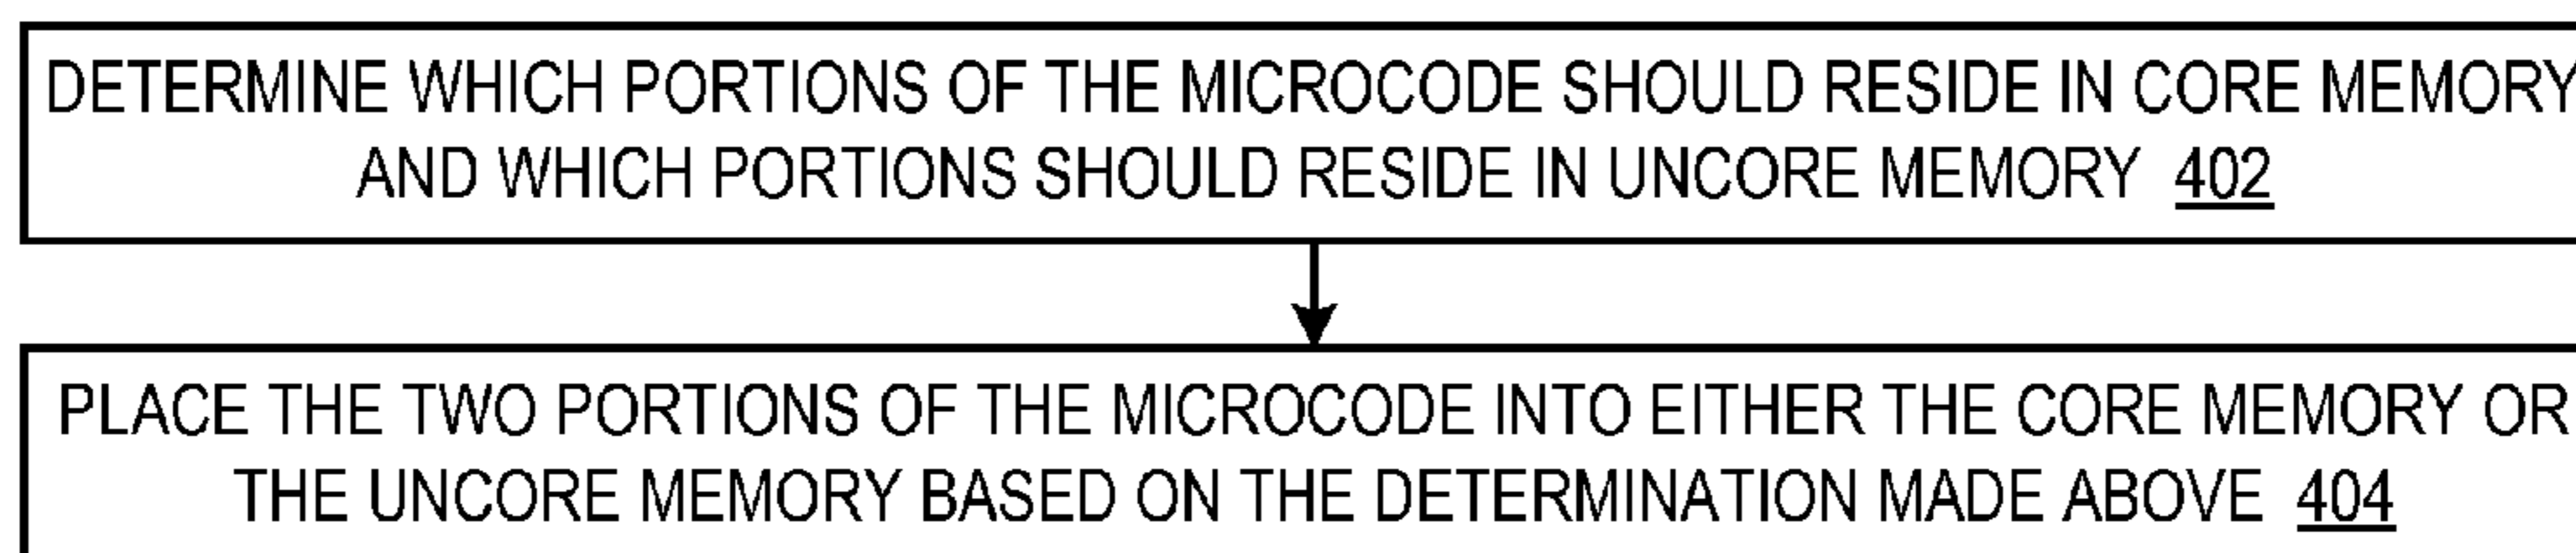 DETERMINE WHICH PORTIONS OF THE MICROCODE SHOULD RESIDE IN CORE MEMORY
AND WHICH PORTIONS SHOULD RESIDE IN UNCORE MEMORY 402
PLACE THE TWO PORTIONS OF THE MICROCODE INTO EITHER THE CORE MEMORY OR
THE UNCORE MEMORY BASED ON THE DETERMINATION MADE ABOVE 404